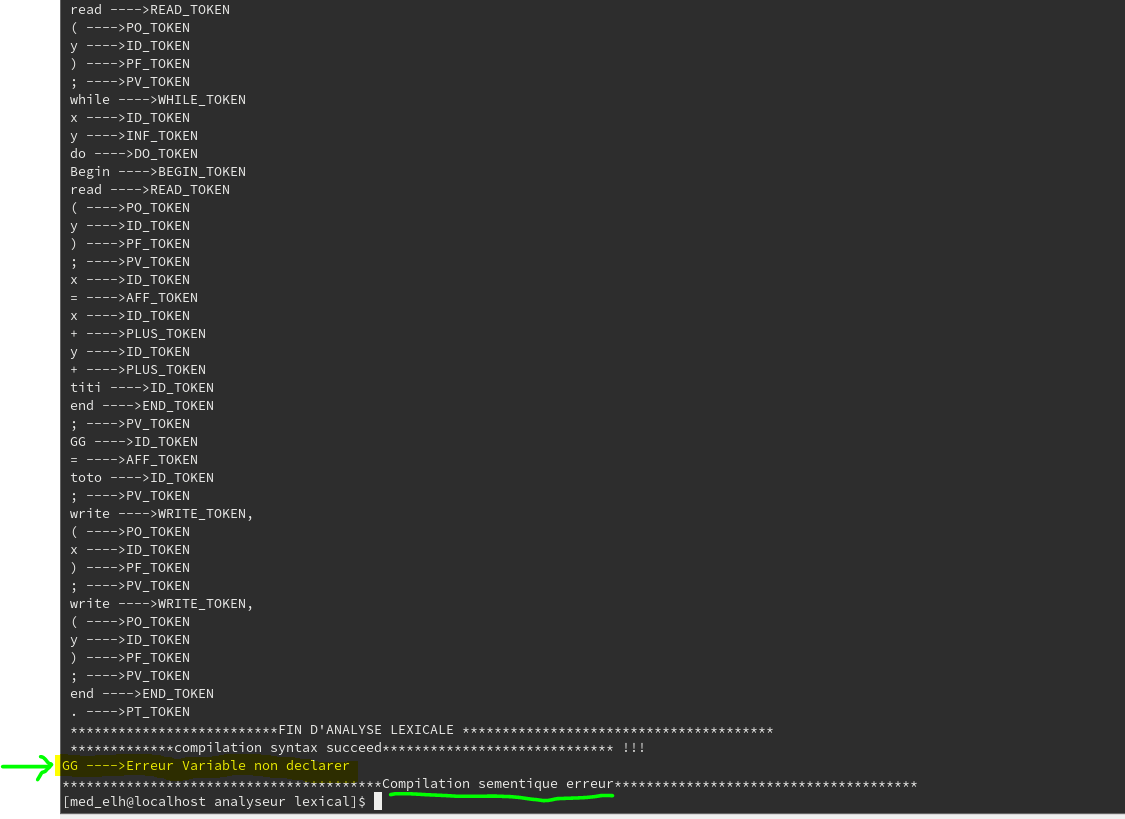 read ---->READ_TOKEN
( ---->PO_TOKEN
y ---->ID_TOKEN
) ---->PF_TOKEN
; ---->PV_TOKEN
while ---->WHILE_TOKEN
x ---->ID_TOKEN
y ---->INF_TOKEN
do ---->DO_TOKEN
Begin ---->BEGIN_TOKEN
read ---->READ_TOKEN
( ---->PO_TOKEN
y ---->ID_TOKEN
) ---->PF_TOKEN
; ---->PV_TOKEN
x ---->ID_TOKEN
= ---->AFF_TOKEN
x ---->ID_TOKEN
+ ---->PLUS_TOKEN
y ---->ID_TOKEN
+ ---->PLUS_TOKEN
titi ---->ID_TOKEN
end ---->END_TOKEN
; ---->PV_TOKEN
GG ---->ID_TOKEN
= ---->AFF_TOKEN
toto ---->ID_TOKEN
; ---->PV_TOKEN
write ---->WRITE_TOKEN,
( ---->PO_TOKEN
x ---->ID_TOKEN
) ---->PF_TOKEN
; ---->PV_TOKEN
write ---->WRITE_TOKEN,
( ---->PO_TOKEN
y ---->ID_TOKEN
) ---->PF_TOKEN
; ---->PV_TOKEN
end ---->END_TOKEN
. ---->PT_TOKEN
**************************FIN D'ANALYSE LEXICALE ***************************************
*************compilation syntax succeed***************************** !!!
GG ---->Erreur Variable non declarer
****************************************Compilation sementique erreur**************************************
[med_elh@localhost analyseur lexical]$